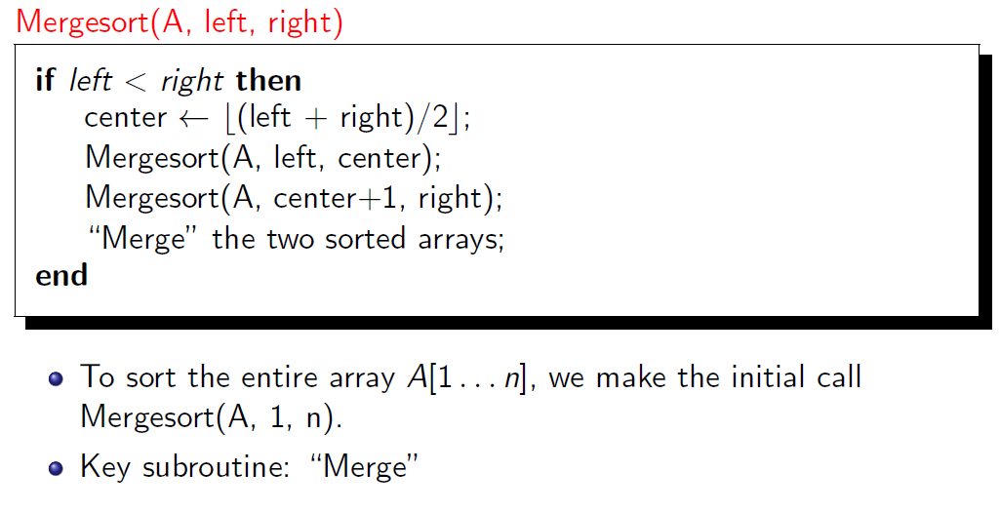 Mergesort(A, left, right)
if left < right then
center ← ⌊(left + right)/2⌋;
Mergesort(A, left, center);
Mergesort(A, center+1, right);
“Merge” the two sorted arrays;
end
To sort the entire array A[1 . . . n], we make the initial call
Mergesort(A, 1, n).
Key subroutine: “Merge”